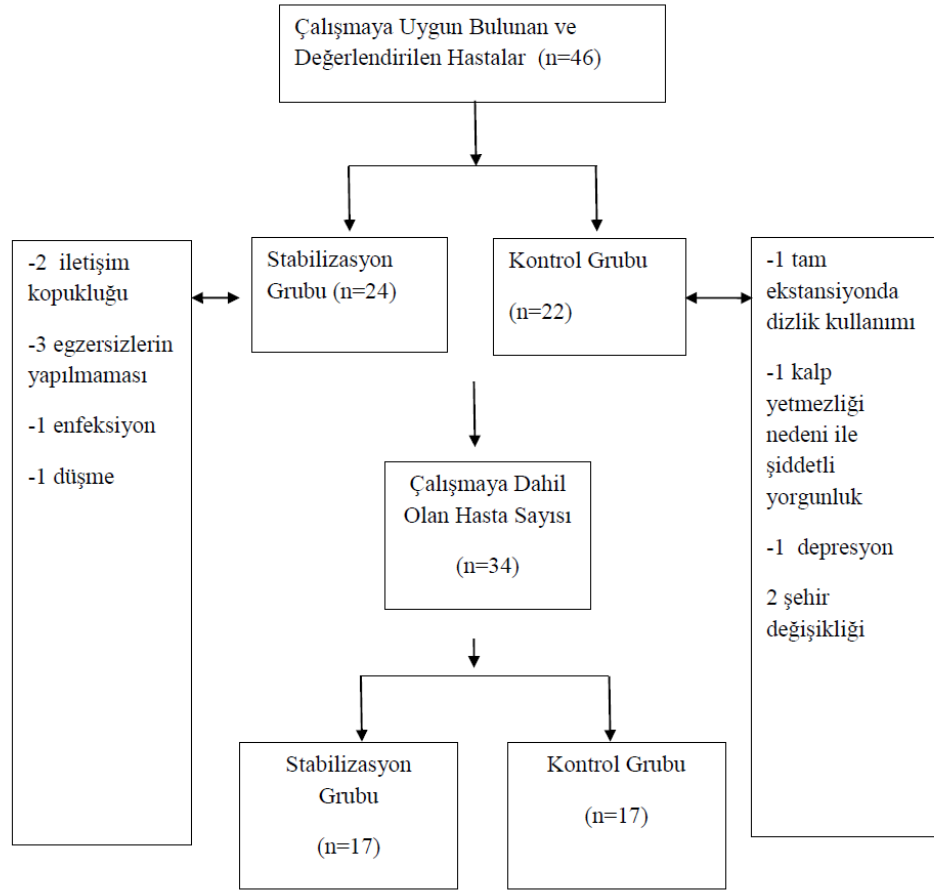 Çalışmaya Uygun Bulunan ve
Değerlendirilen Hastalar (n=46)
-2 iletişim
kopukluğu
-3 egzersizlerin
yapılmaması
-1 enfeksiyon
-1 düşme
Stabilizasyon
Grubu (n=24)
Kontrol Grubu
(n=22)
-1 tam
ekstansiyonda
dizlik kullanımı
-1 kalp
yetmezliği
nedeni ile
şiddetli
yorgunluk
-1 depresyon
2 şehir
değişikliği
Çalışmaya Dahil
Olan Hasta Sayısı
(n=34)
Stabilizasyon
Grubu
(n=17)
Kontrol Grubu
(n=17)